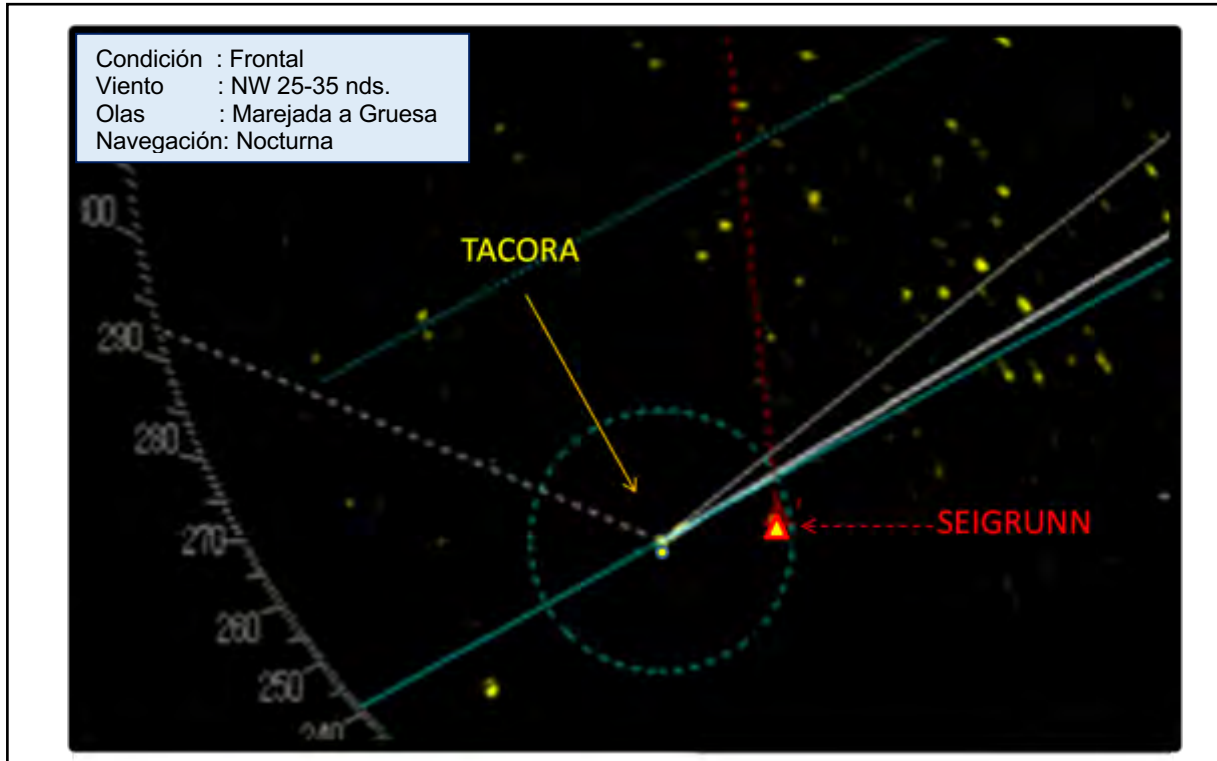 Condición : Frontal
Viento : NW 25-35 nds.
Olas : Marejada a Gruesa
Navegación: Nocturna
TACORA
290
280
270
SEIGRUNN
260
250
240